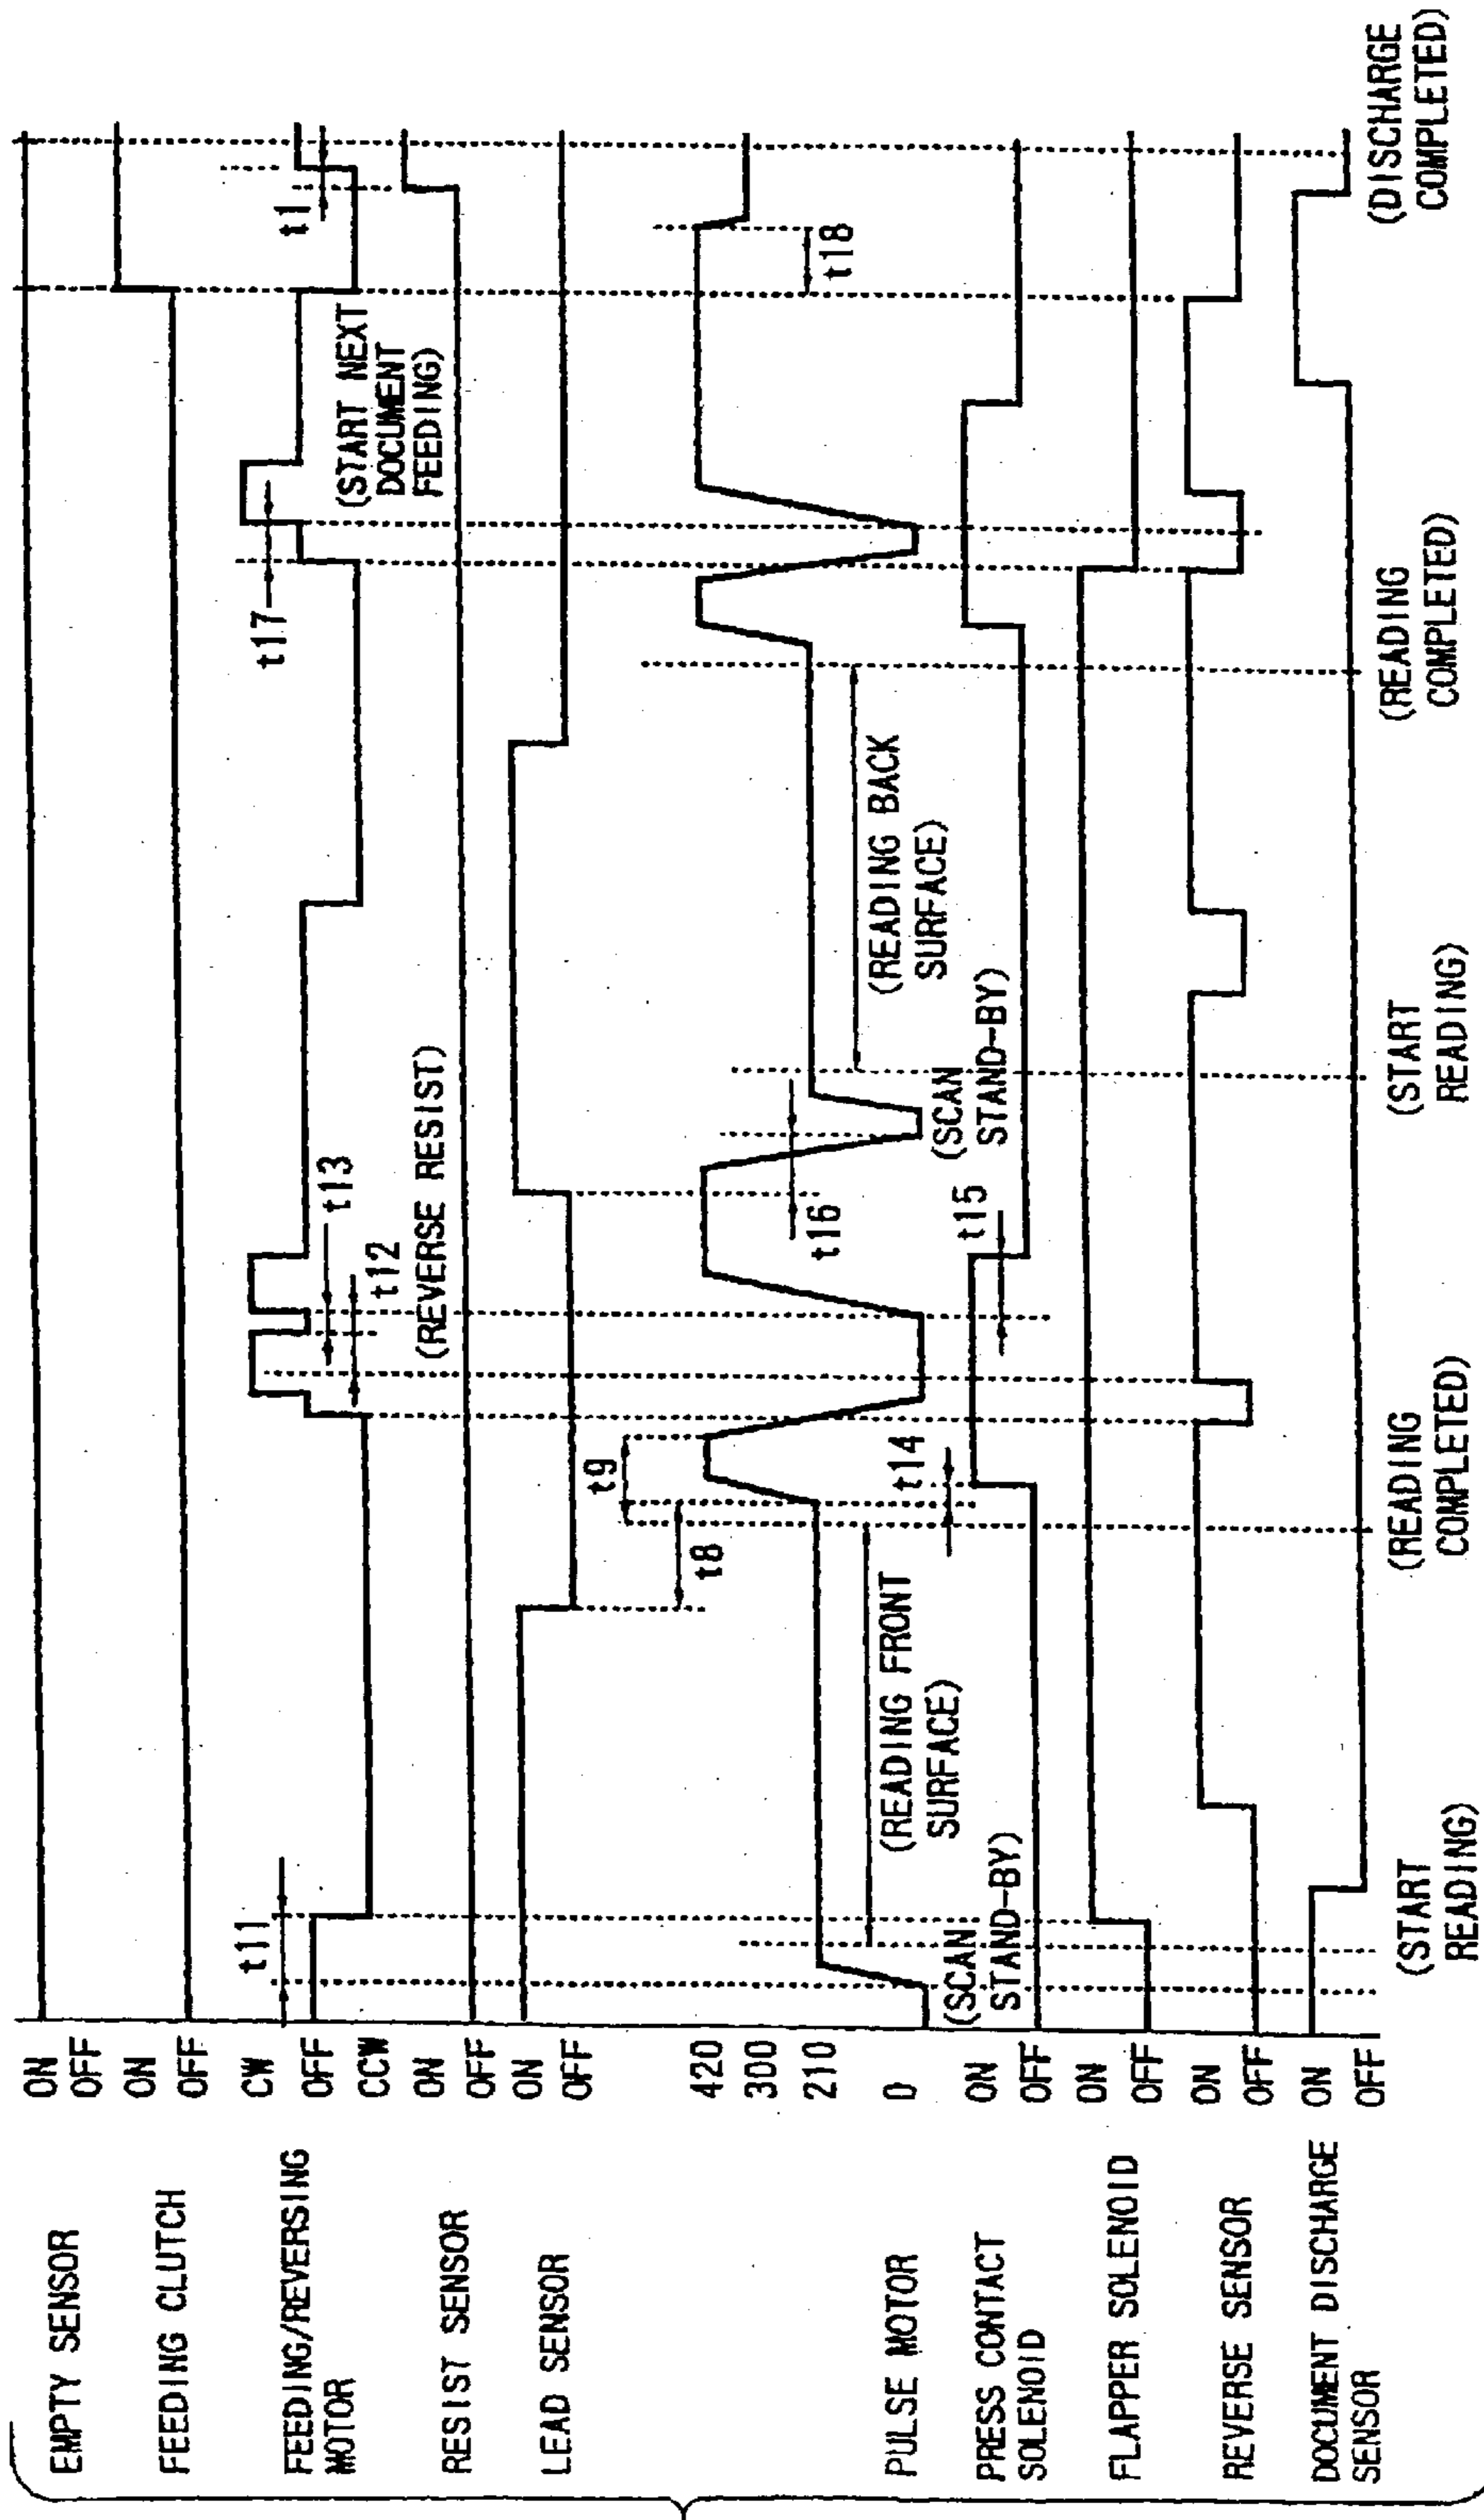 EMPTY SENSOR
ON
OFF
FEEDING CLUTCH
ON
OFF
FEEDING/REVERSING
MOTOR
CW
OFF
CCW
RESIST SENSOR
ON
OFF
LEAD SENSOR
ON
OFF
PULSE MOTOR
420
300
210
0
PRESS CONTACT
SOLENOID
ON
OFF
FLAPPER SOLENOID
ON
OFF
REVERSE SENSOR
ON
OFF
DOCUMENT DISCHARGE
SENSOR
ON
OFF
t11
t13
t12
t17
t1
(REVERSE RESIST)
(START NEXT
DOCUMENT
FEEDING)
t8
t9
t16
t18
(READING FRONT
SURFACE)
(READING BACK
SURFACE)
(SCAN
STAND-BY)
t14
t15
(SCAN
STAND-BY)
(START
READING)
(READING
COMPLETED)
(START
READING)
(READING
COMPLETED)
(DISCHARGE
COMPLETED)